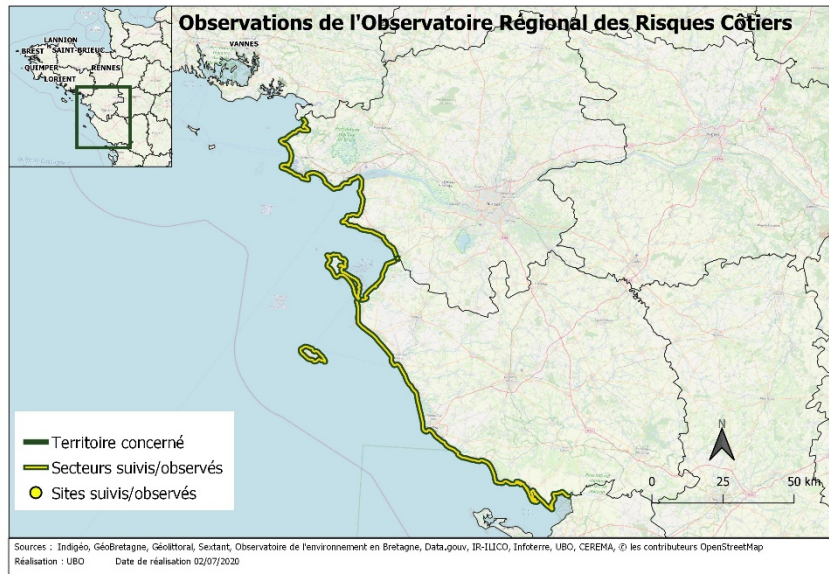 Observations de l'Observatoire Régional des Risques Côtiers
LANNION
BREST
SAINT-BRIEUC
QUIMPER
RENNES
LORIENT
VANNES
Territoire concerné
Secteurs suivis/observés
Sites suivis/observés
N
0 25 50 km
Sources : Indigéo, GéoBretagne, Géolittoral, Sextant, Observatoire de l'environnement en Bretagne, Data.gouv, IR-ILICO, Infoterre, UBO, CEREMA, © les contributeurs OpenStreetMap
Réalisation : UBO Date de réalisation 02/07/2020